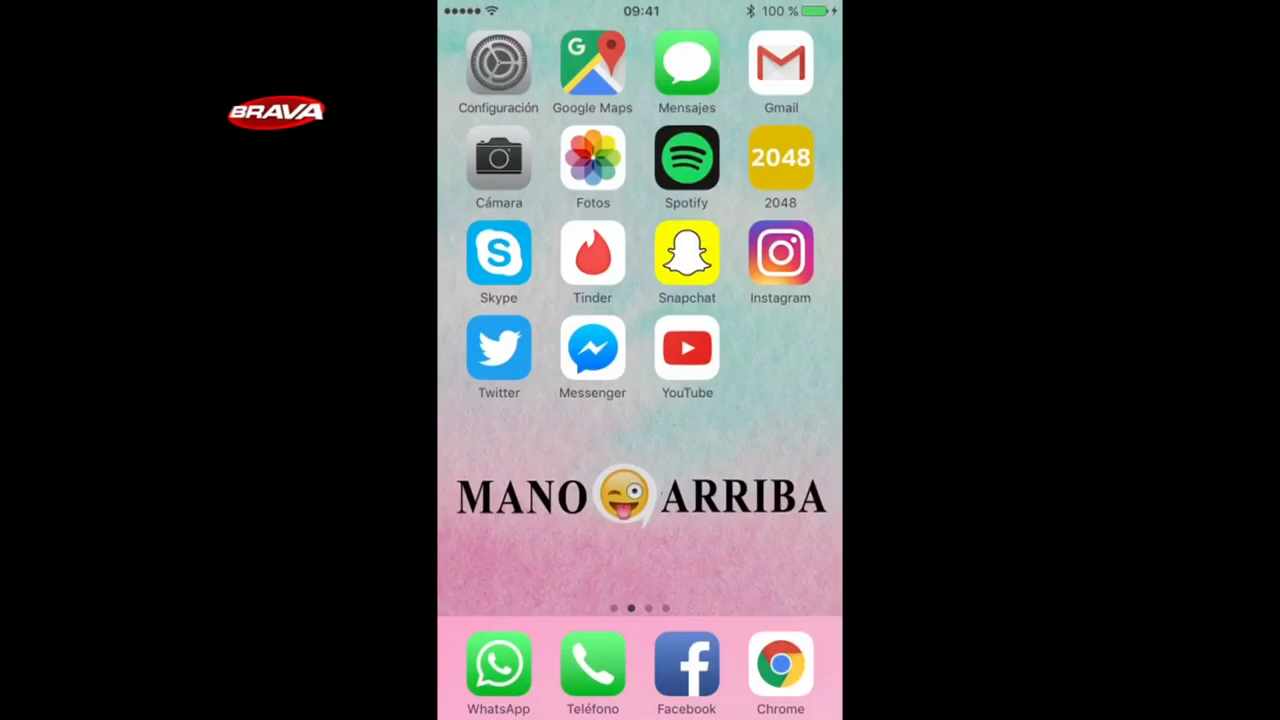 09:41
100 %
BRAVA
Configuración
Google Maps
Mensajes
Gmail
2048
Cámara
Fotos
Spotify
2048
Skype
Tinder
Snapchat
Instagram
Twitter
Messenger
YouTube
MANO ARRIBA
WhatsApp
Teléfono
Facebook
Chrome